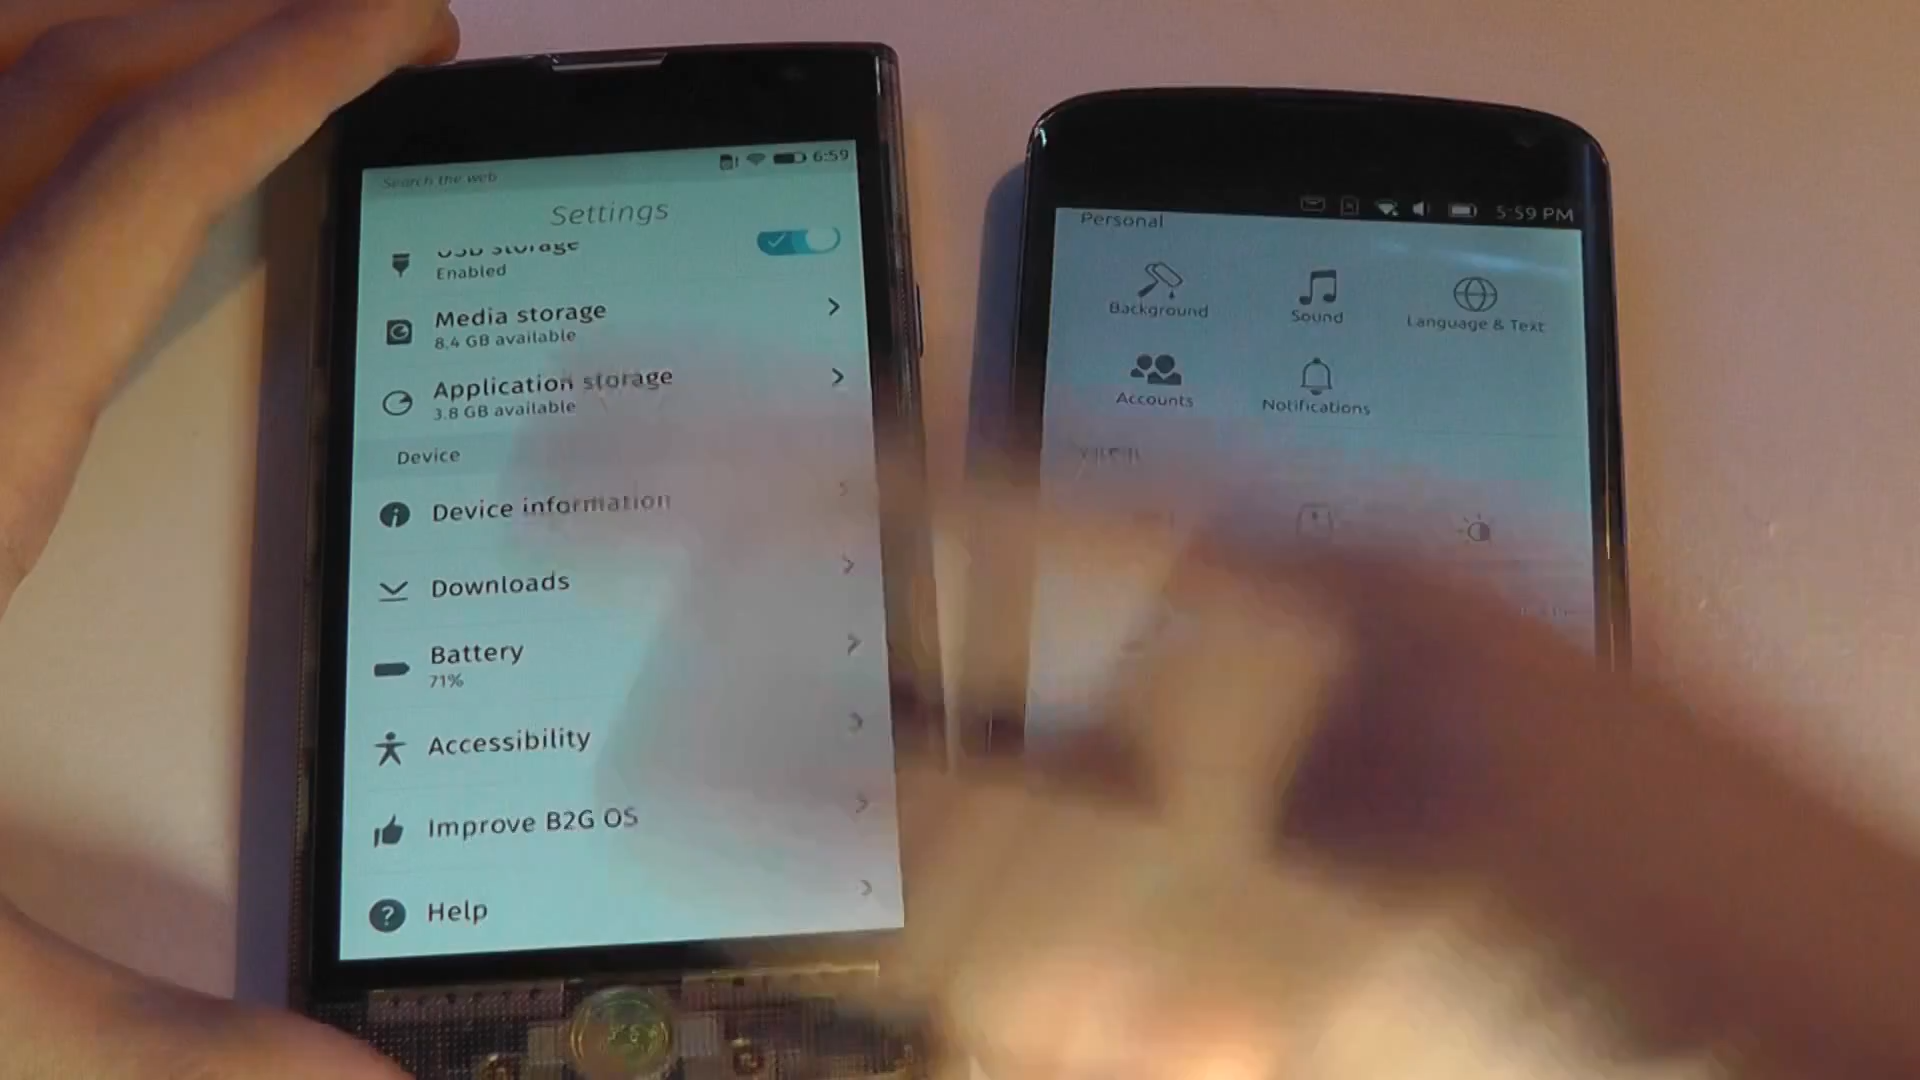 6:59
Search the web
Settings
USB storage
Enabled
Media storage
8.4 GB available
Application storage
3.8 GB available
Device
Device information
Downloads
Battery
71%
Accessibility
Improve B2G OS
? Help
5:59 PM
Personal
Background
Sound
Language & Text
Accounts
Notifications